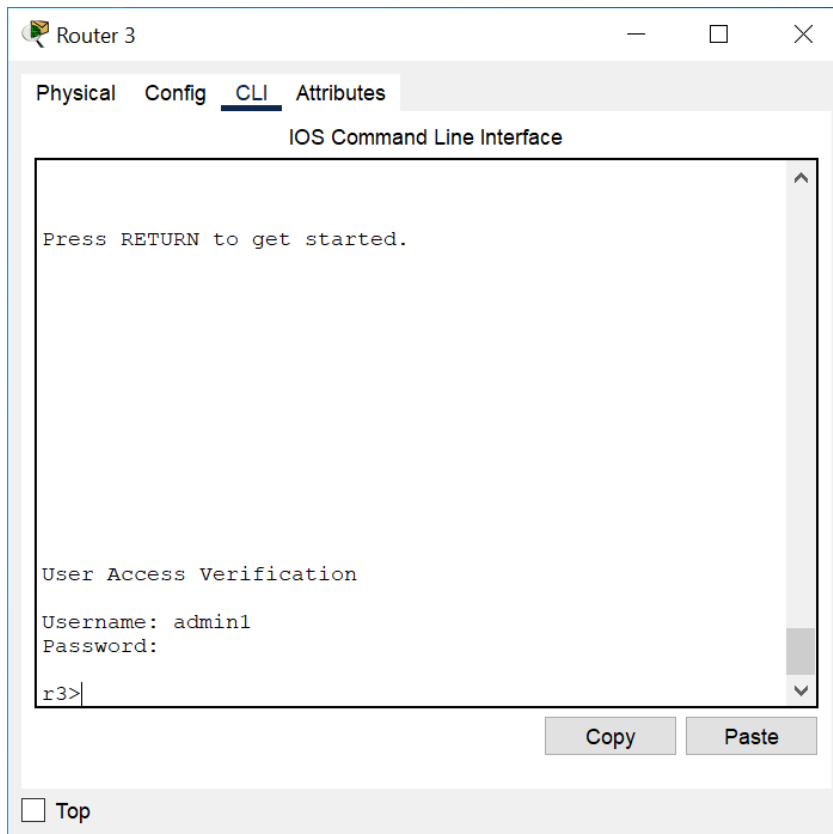 Router 3
Physical Config CLI Attributes
IOS Command Line Interface
Press RETURN to get started.
User Access Verification
Username: admin1
Password:
r3>
Copy Paste
Top